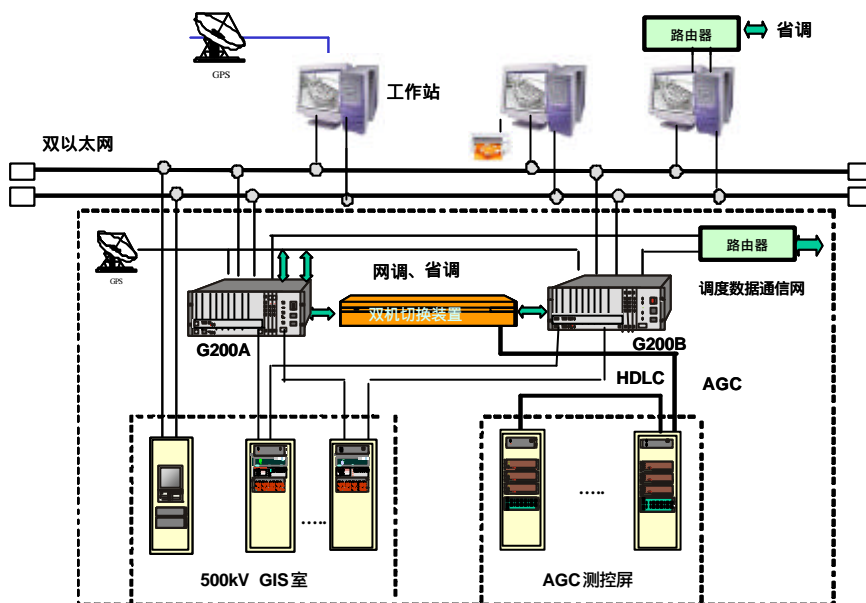 路由器
省调
GPS
工作站
双以太网
GPS
网调、省调
路由器
调度数据通信网
双机切换装置
G200A
G200B
HDLC
AGC
.....
.....
500kV GIS室
AGC测控屏